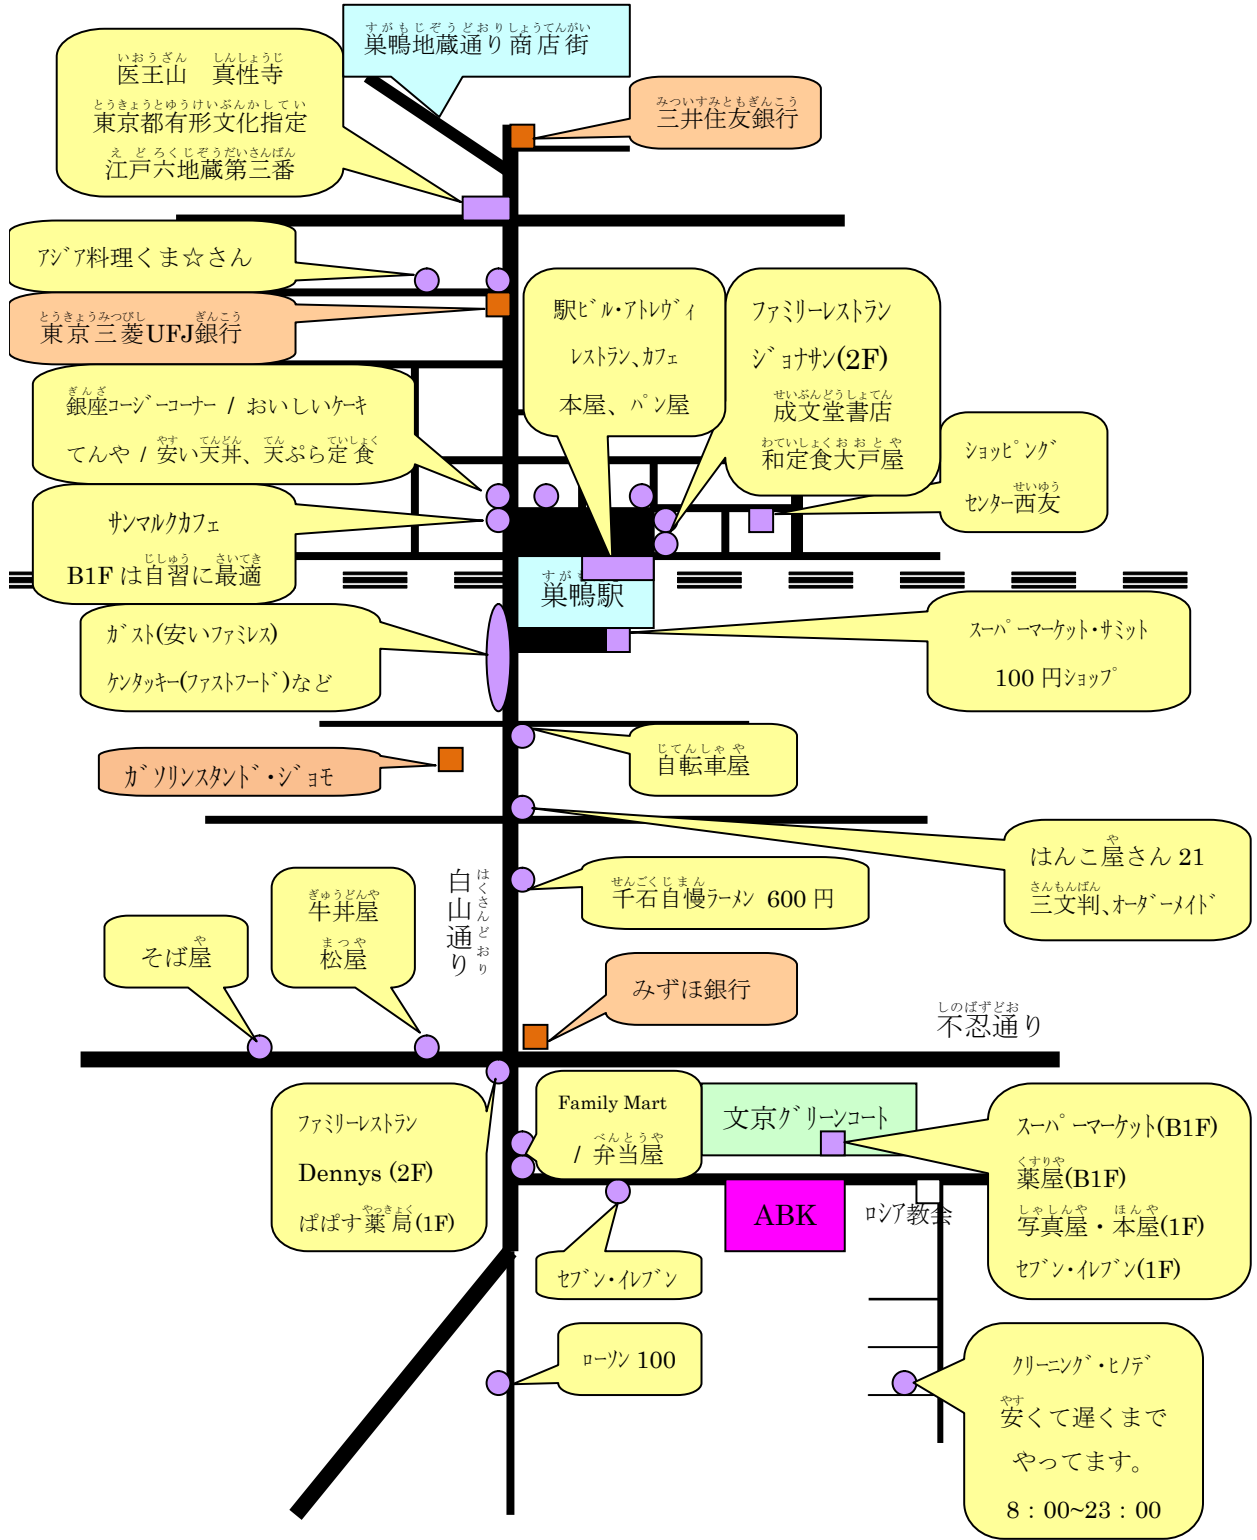 すがもじぞうどおりしょうてんがい
巣鴨地蔵通り商店街
いおうざん しんしょうじ
医王山 真性寺
とうきょうとゆうけいぶんかしてい
東京都有形文化指定
えどろくじぞうだいさんばん
江戸六地蔵第三番
みついすみともぎんこう
三井住友銀行
アジア料理くま☆さん
とうきょうみつびし ぎんこう
東京三菱UFJ銀行
駅ビル・アトレヴィ
レストラン、カフェ
本屋、パン屋
ファミリーレストラン
ジョナサン(2F)
せいぶんどうしょてん
成文堂書店
わていしょくおおとや
和定食大戸屋
ぎんざ
銀座コージーコーナー / おいしいケーキ
やす てんどん てん ていしょく
てんや / 安い天丼、天ぷら定食
ショッピング
せいゆう
センター西友
サンマルクカフェ
じしゅう さいてき
B1Fは自習に最適
すがも
巣鴨駅
ガスト(安いファミレス)
ケンタッキー(ファストフード)など
スーパーマーケット・サミット
100円ショップ
じてんしゃや
自転車屋
ガソリンスタンド・ジョモ
はんこ屋さん 21
や
さんもんばん
三文判、オーダーメイド
せんごくじまん
千石自慢ラーメン 600円
はくさんどおり
白山通り
ぎゅうどんや
牛丼屋
まつや
松屋
や
そば屋
みずほ銀行
しのばずどお
不忍通り
ファミリーレストラン
Dennys (2F)
やっきょく
ぱぱす薬局(1F)
Family Mart
べんとうや
/ 弁当屋
文京グリーンコート
スーパーマーケット(B1F)
くすりや
薬屋(B1F)
しゃしんや ほんや
写真屋・本屋(1F)
セブン・イレブン(1F)
ABK
ロシア教会
セブン・イレブン
ローソン 100
クリーニング・ヒノデ
やす
安くて遅くまで
やってます。
8：00~23：00